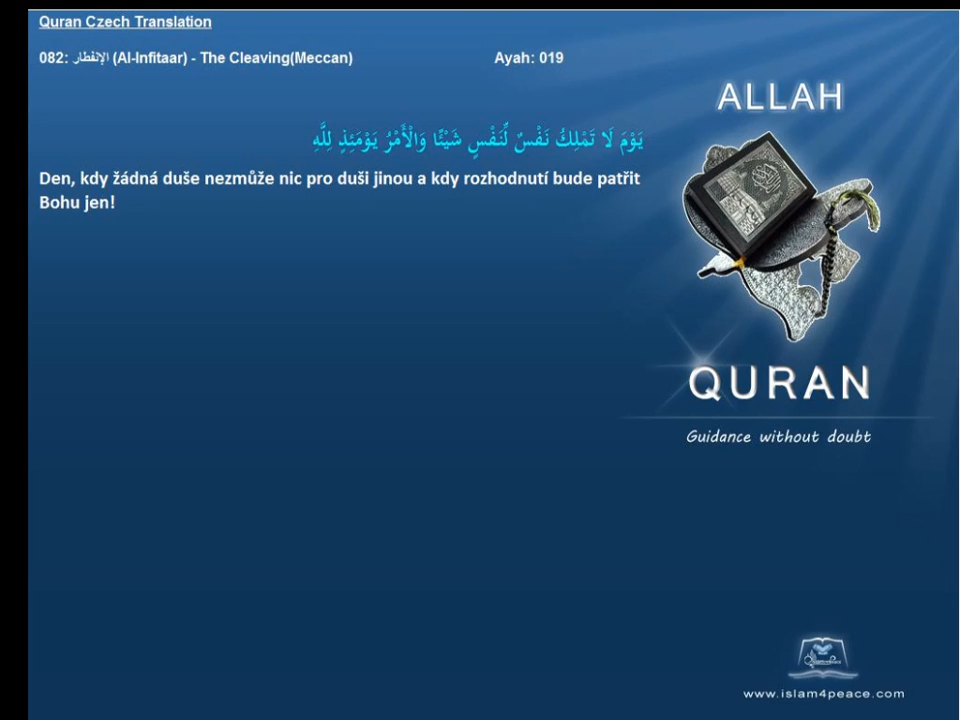 Quran Czech Translation
082: الإنفطار (Al-Infitaar) - The Cleaving(Meccan) Ayah: 019
ALLAH
يَوْمَ لَا تَمْلِكُ نَفْسٌ لِّنَفْسٍ شَيْئًا وَالْأَمْرُ يَوْمَئِذٍ لِلَّهِ
Den, kdy žádná duše nezmůže nic pro duši jinou a kdy rozhodnutí bude patřit
Bohu jen!
QURAN
Guidance without doubt
www.islam4peace.com